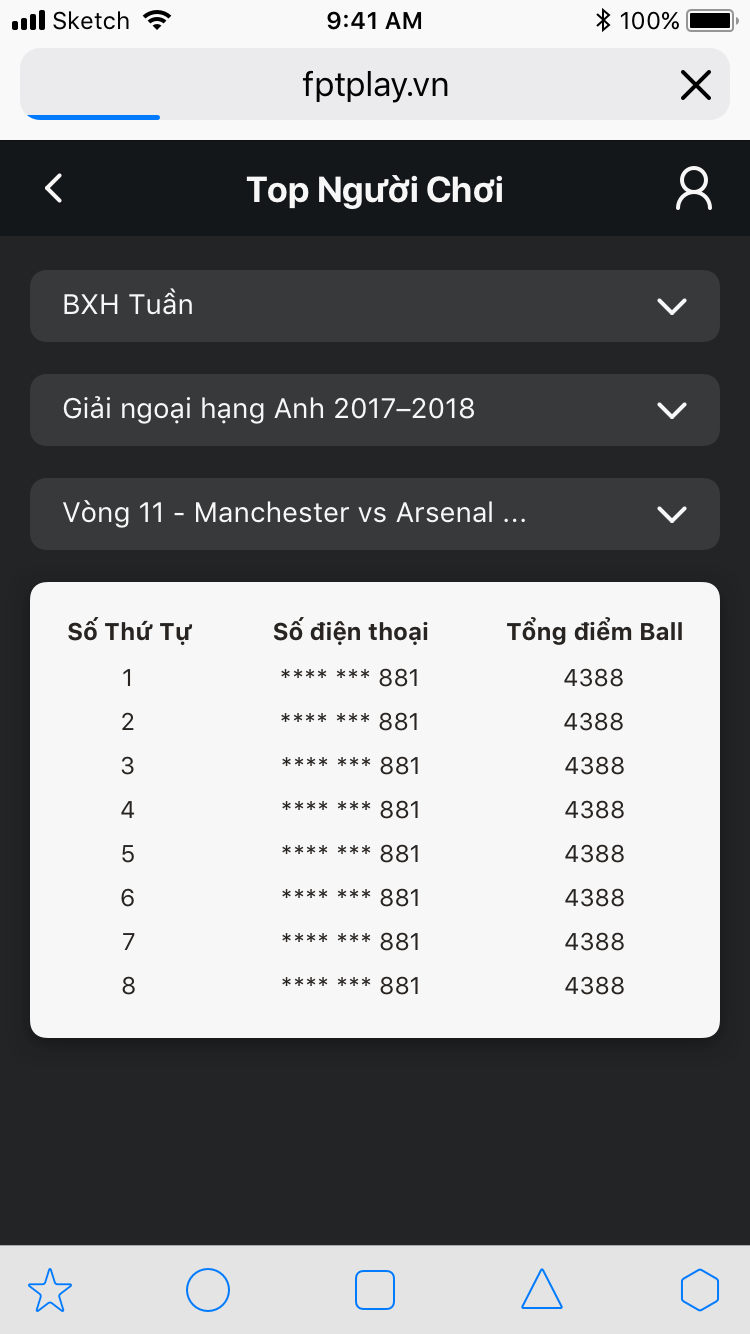 Sketch 9:41 AM 100%
fptplay.vn
Top Người Chơi
BXH Tuần
Giải ngoại hạng Anh 2017–2018
Vòng 11 - Manchester vs Arsenal ...
Số Thứ Tự Số điện thoại Tổng điểm Ball
1 **** *** 881 4388
2 **** *** 881 4388
3 **** *** 881 4388
4 **** *** 881 4388
5 **** *** 881 4388
6 **** *** 881 4388
7 **** *** 881 4388
8 **** *** 881 4388